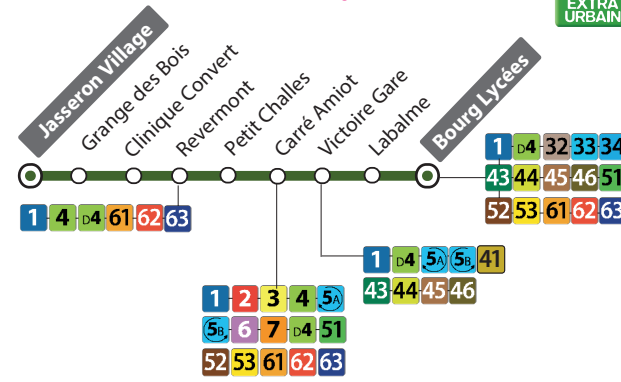 EXTRA
URBAIN
Jasseron Village
Grange des Bois
Clinique Convert
Revermont
Petit Challes
Carré Amiot
Victoire Gare
Labalme
Bourg Lycées
1 4 D4 61 62 63
1 2 3 4 5A
5B 6 7 D4 51
52 53 61 62 63
1 D4 5A 5B 41
43 44 45 46
1 D4 32 33 34
43 44 45 46 51
52 53 61 62 63